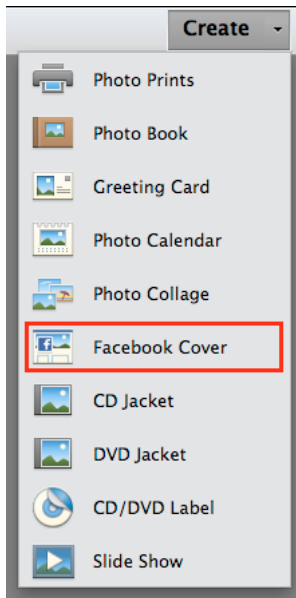 Create
Photo Prints
Photo Book
Greeting Card
Photo Calendar
Photo Collage
Facebook Cover
CD Jacket
DVD Jacket
CD/DVD Label
Slide Show